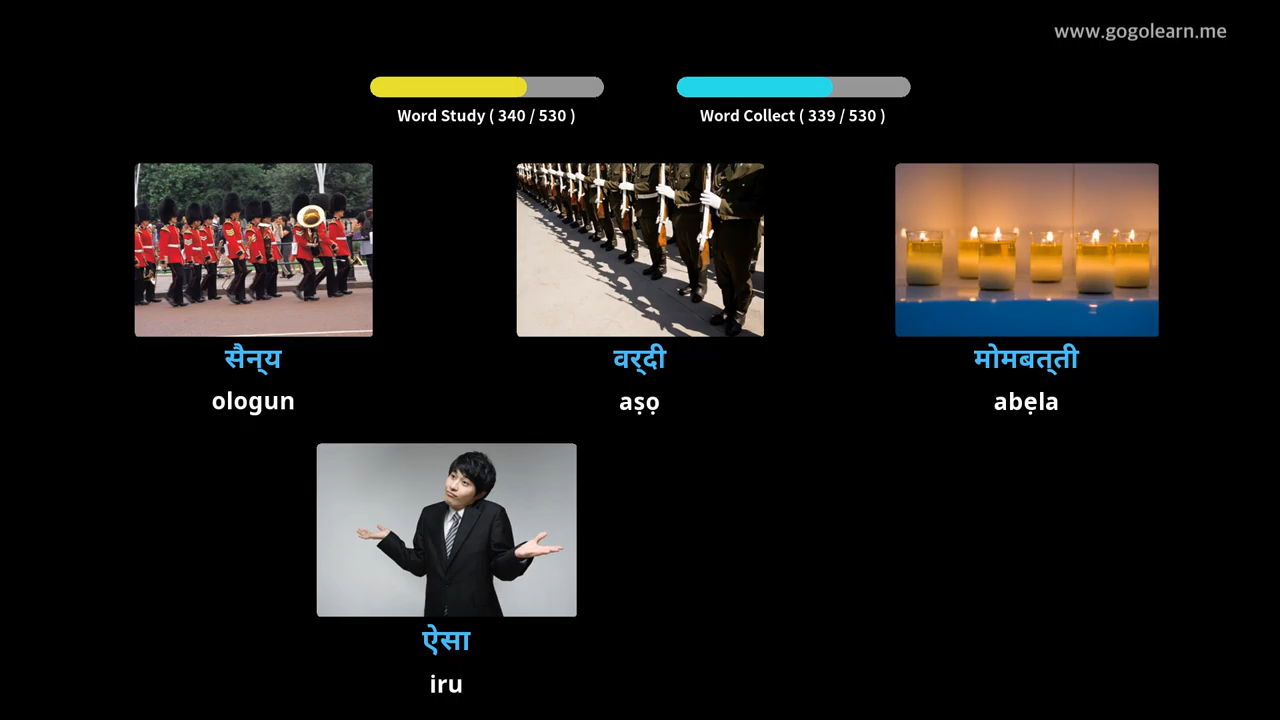 www.gogolearn.me
Word Study ( 340 / 530 )
Word Collect ( 339 / 530 )
सैन्‌य
ologun
वर्‌दी
aṣọ
मोमबत्‌ती
abẹla
ऐसा
iru